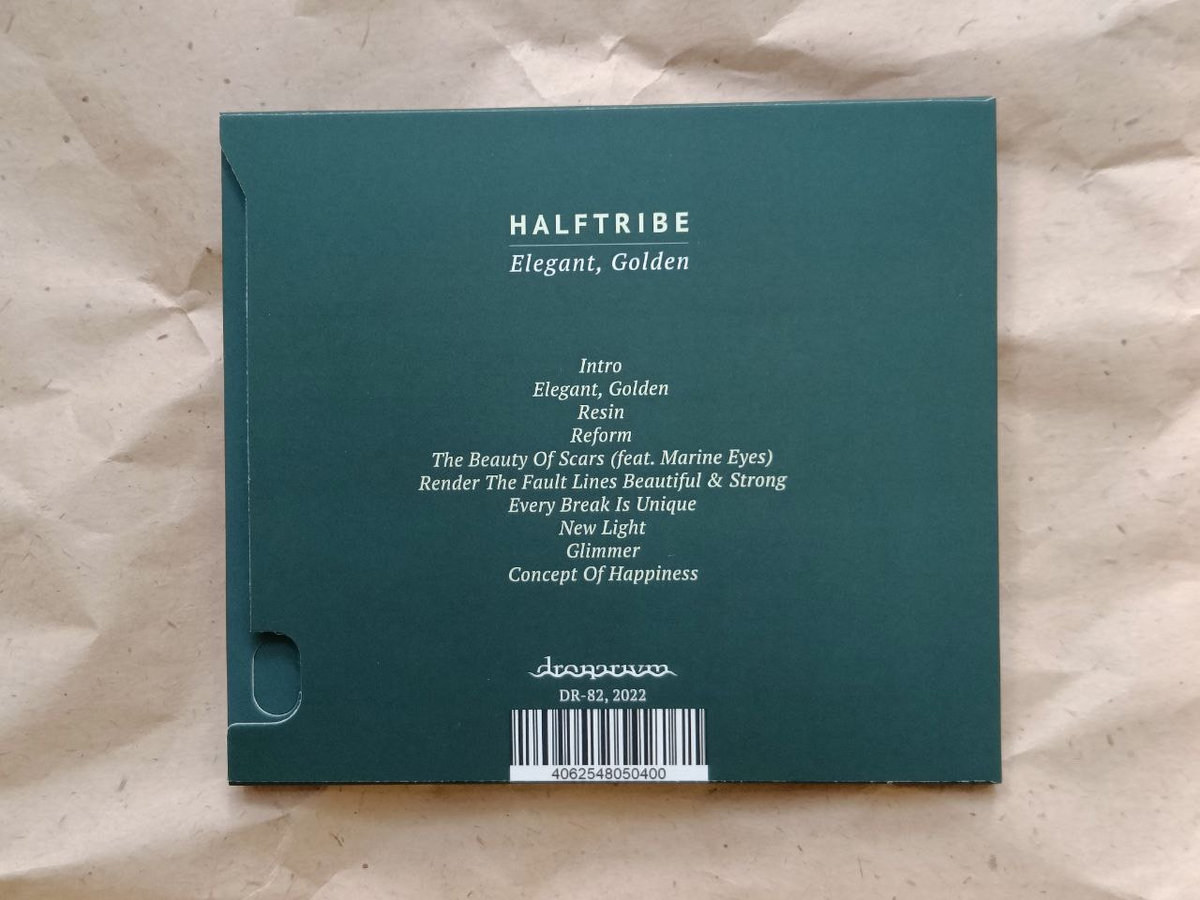 HALFTRIBE
Elegant, Golden
Intro
Elegant, Golden
Resin
Reform
The Beauty Of Scars (feat. Marine Eyes)
Render The Fault Lines Beautiful & Strong
Every Break Is Unique
New Light
Glimmer
Concept Of Happiness
dronarivm
DR-82, 2022
4062548050400